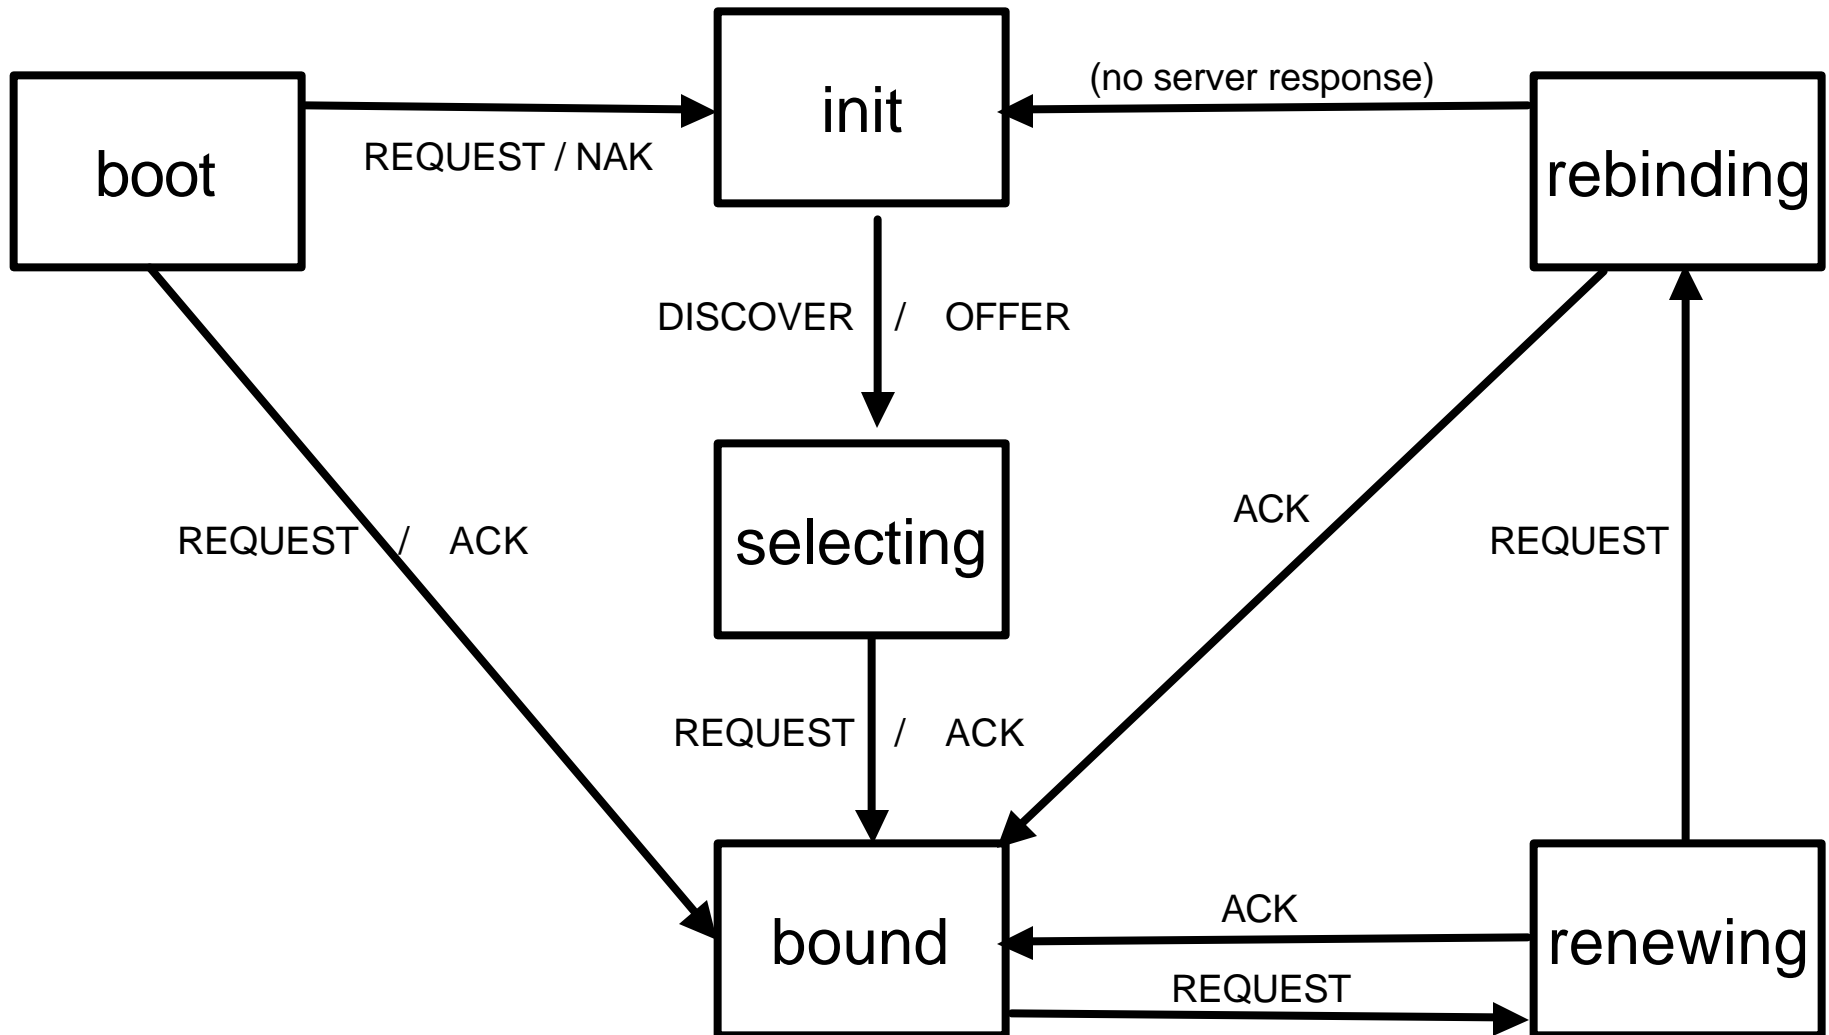 init
(no server response)
boot
REQUEST / NAK
rebinding
DISCOVER / OFFER
selecting
ACK
REQUEST / ACK
REQUEST
REQUEST / ACK
bound
ACK
renewing
REQUEST